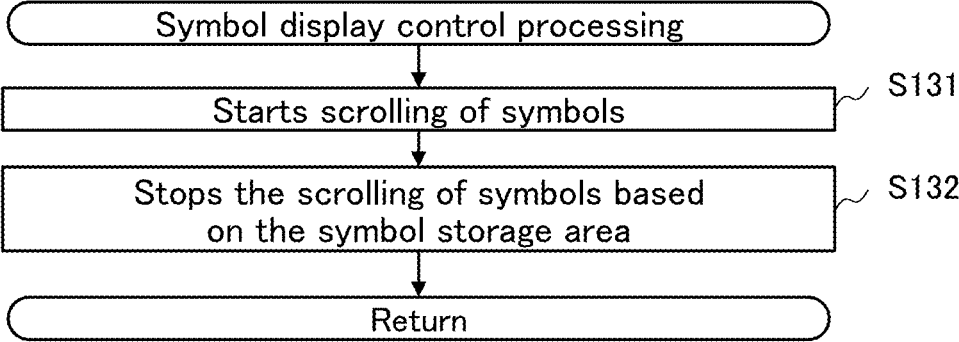 Symbol display control processing
Starts scrolling of symbols
S131
Stops the scrolling of symbols based
on the symbol storage area
S132
Return